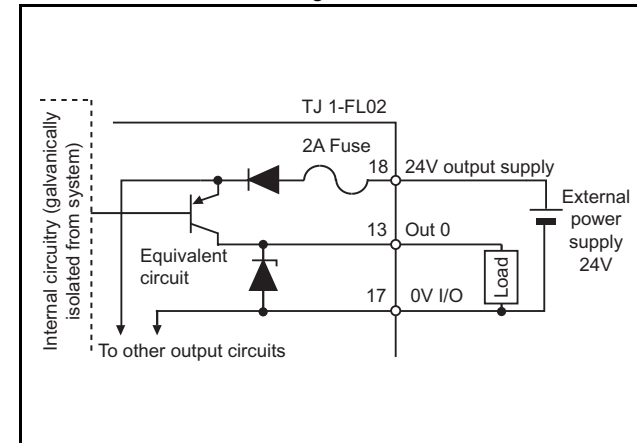 TJ 1-FL02
Internal circuitry (galvanically
isolated from system)
2A Fuse
18 24V output supply
External
power
supply
24V
13 Out 0
Equivalent
circuit
Load
17 0V I/O
To other output circuits